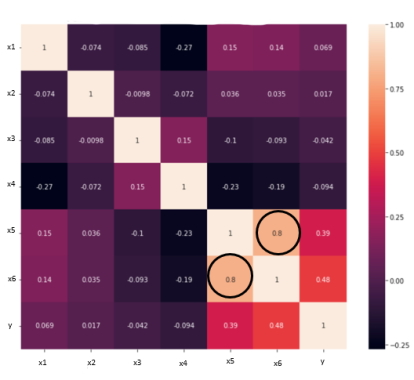 x1 1 -0.074 -0.085 -0.27 0.15 0.14 0.069
x2 -0.074 1 -0.0098 -0.072 0.036 0.035 0.017
x3 -0.085 -0.0098 1 0.15 -0.1 -0.093 -0.042
x4 -0.27 -0.072 0.15 1 -0.23 -0.19 -0.094
x5 0.15 0.036 -0.1 -0.23 1 0.8 0.39
x6 0.14 0.035 -0.093 -0.19 0.8 1 0.48
y 0.069 0.017 -0.042 -0.094 0.39 0.48 1
x1 x2 x3 x4 x5 x6 y
1.00
0.75
0.50
0.25
0.00
-0.25